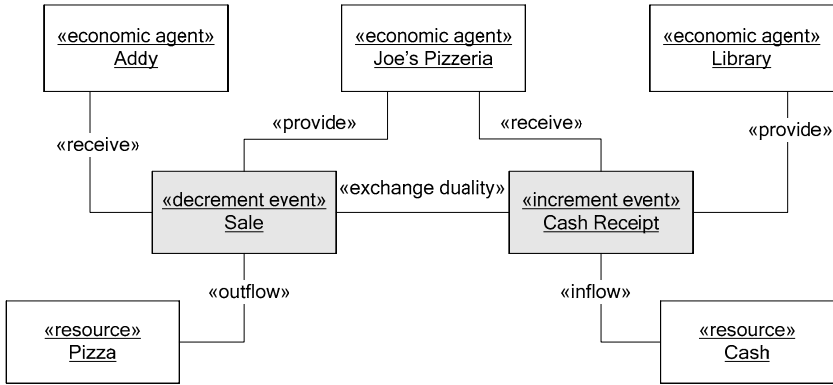 «economic agent»
Addy
«economic agent»
Joe's Pizzeria
«economic agent»
Library
«receive»
«provide»
«receive»
«provide»
«decrement event»
Sale
«exchange duality»
«increment event»
Cash Receipt
«outflow»
«inflow»
«resource»
Pizza
«resource»
Cash